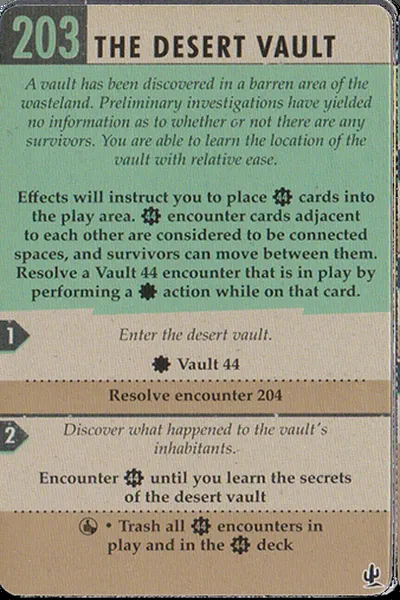 203 THE DESERT VAULT
A vault has been discovered in a barren area of the
wasteland. Preliminary investigations have yielded
no information as to whether or not there are any
survivors. You are able to learn the location of the
vault with relative ease.
Effects will instruct you to place 44 cards into
the play area. 44 encounter cards adjacent
to each other are considered to be connected
spaces, and survivors can move between them.
Resolve a Vault 44 encounter that is in play by
performing a action while on that card.
1
Enter the desert vault.
Vault 44
Resolve encounter 204
2
Discover what happened to the vault's
inhabitants.
Encounter 44 until you learn the secrets
of the desert vault
• Trash all 44 encounters in
play and in the 44 deck